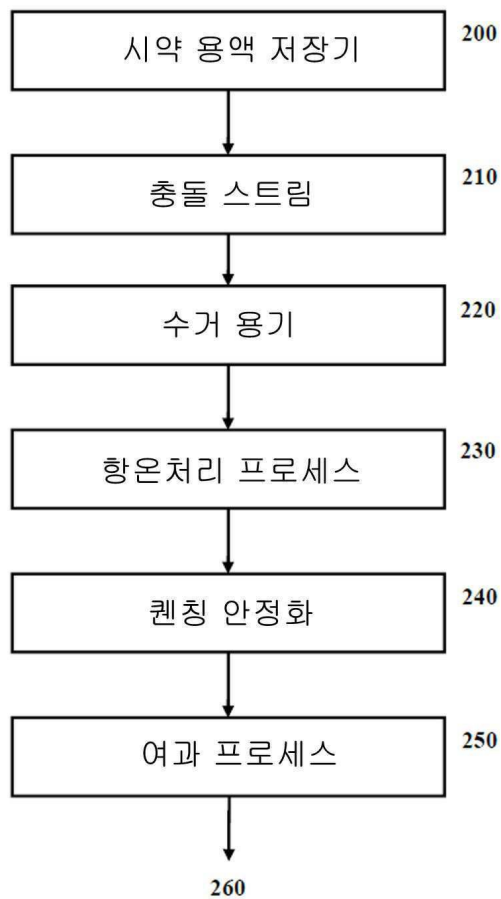 시약 용액 저장기 200
충돌 스트림 210
수거 용기 220
항온처리 프로세스 230
퀜칭 안정화 240
여과 프로세스 250
260